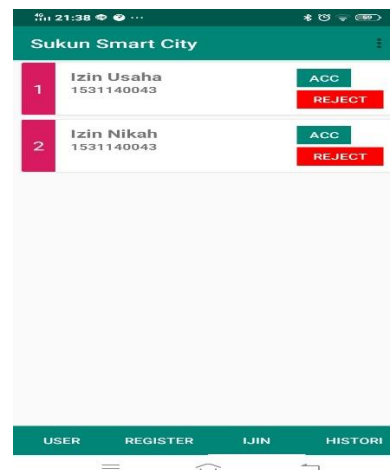 21:38
Sukun Smart City
1
Izin Usaha
1531140043
ACC
REJECT
2
Izin Nikah
1531140043
ACC
REJECT
USER REGISTER IJIN HISTORI